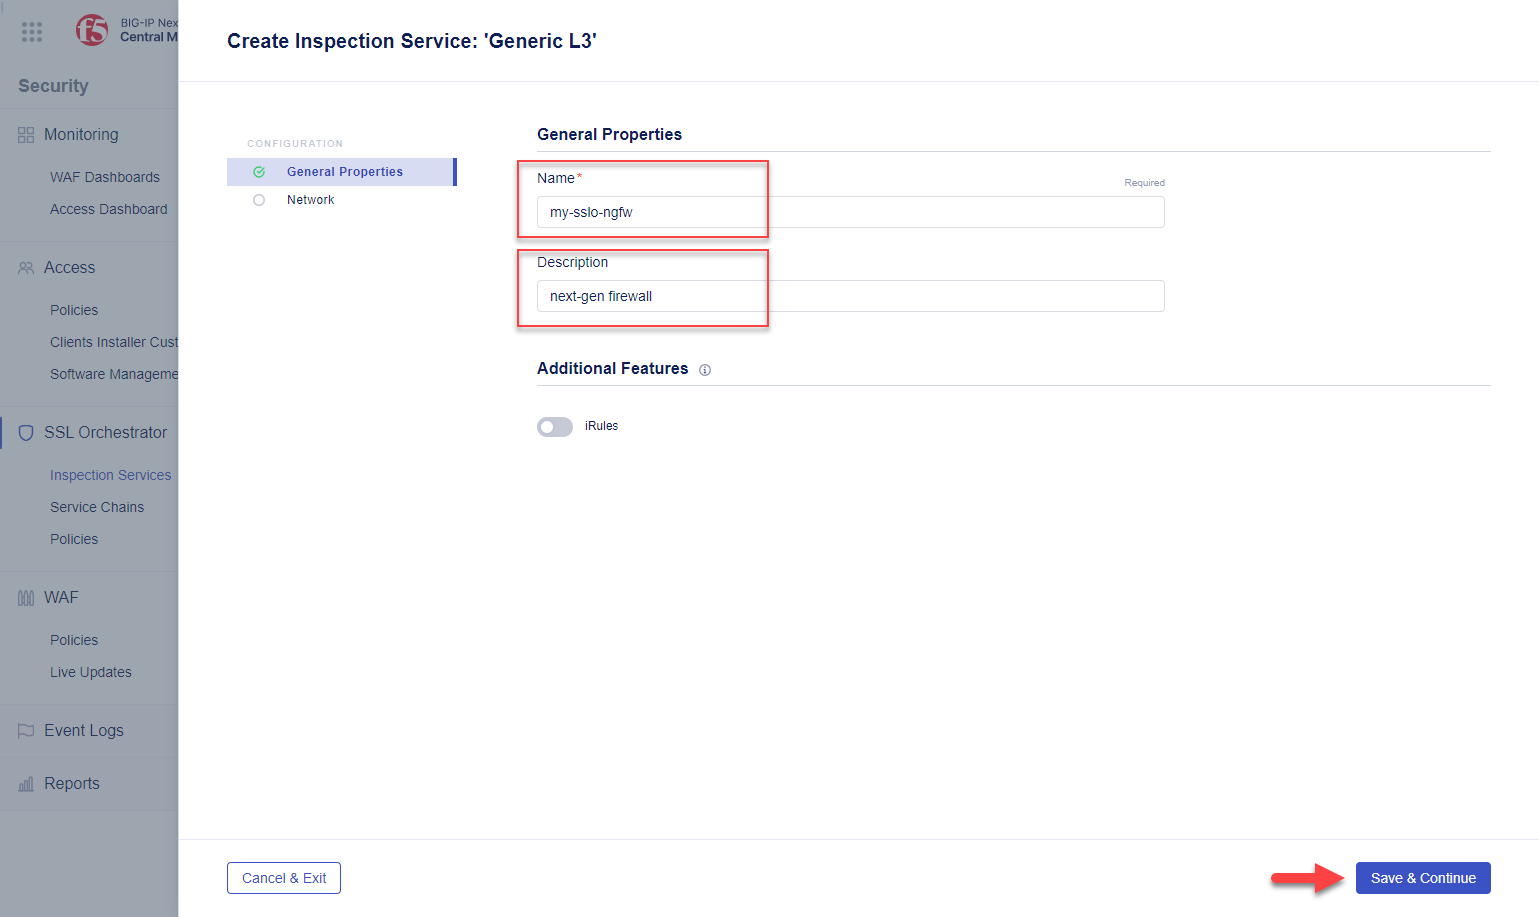 BIG-IP Nex
Central M
Security
Monitoring
WAF Dashboards
Access Dashboard
Access
Policies
Clients Installer Cust
Software Manageme
SSL Orchestrator
Inspection Services
Service Chains
Policies
WAF
Policies
Live Updates
Event Logs
Reports
Create Inspection Service: 'Generic L3'
CONFIGURATION
General Properties
Network
General Properties
Name*
Required
my-sslo-ngfw
Description
next-gen firewall
Additional Features
iRules
Cancel & Exit
Save & Continue